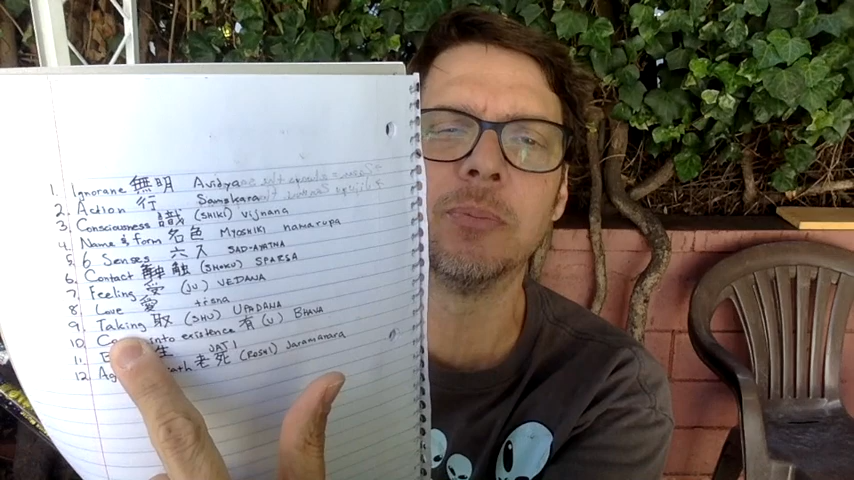 1. Ignorane 無明 Avidya
2. Action 行 Samskara
3. Consciousness 識 (SHIKI) Vijnana
4. Name & form 名色 MYOSHIKI namarupa
5. 6 Senses 六入 SAD-AYATNA
6. Contact 触 (SHOKU) SPARSA
7. Feeling 受 (JU) VEDANA
8. Love 愛 trsna
9. Taking 取 (SHU) UPADANA
10. into existence 有 (U) BHAVA
11. 生 JATI
12. 老死 (ROSHI) Jaramarara